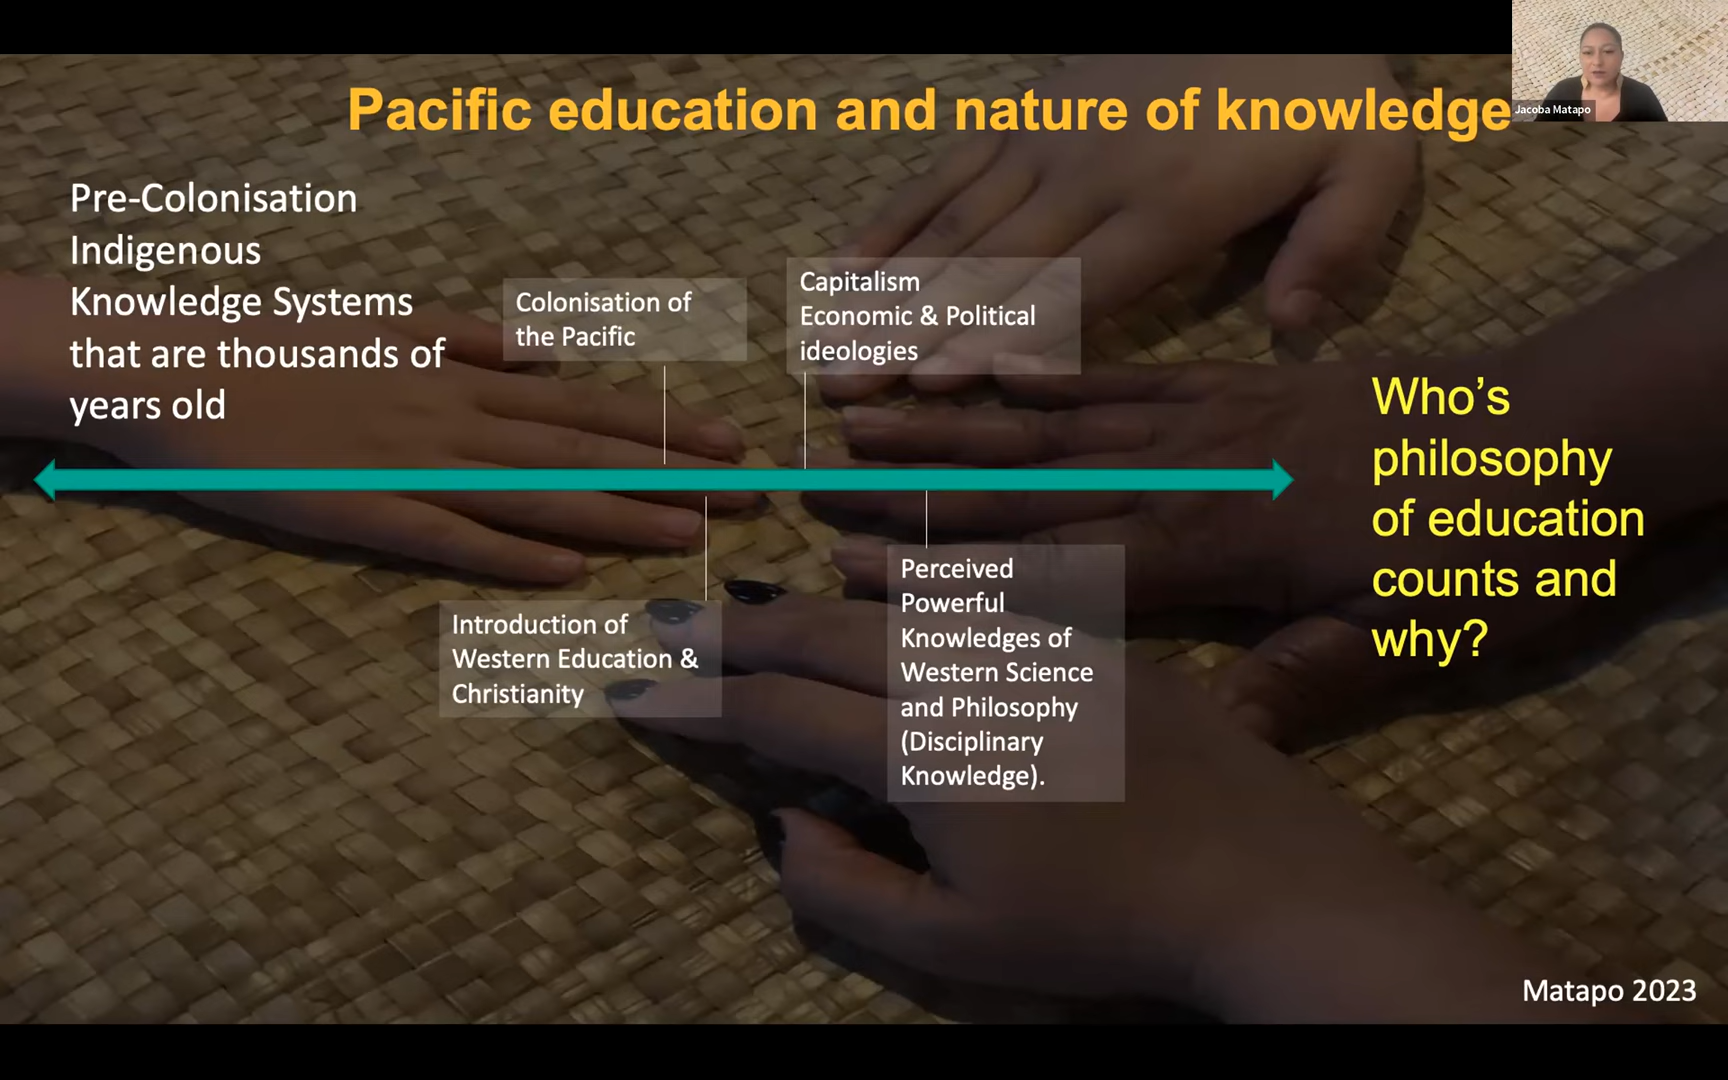 Pacific education and nature of knowledge
Jacoba Matapo
Pre-Colonisation
Indigenous
Knowledge Systems
that are thousands of
years old
Colonisation of
the Pacific
Capitalism
Economic & Political
ideologies
Introduction of
Western Education &
Christianity
Perceived
Powerful
Knowledges of
Western Science
and Philosophy
(Disciplinary
Knowledge).
Who’s
philosophy
of education
counts and
why?
Matapo 2023